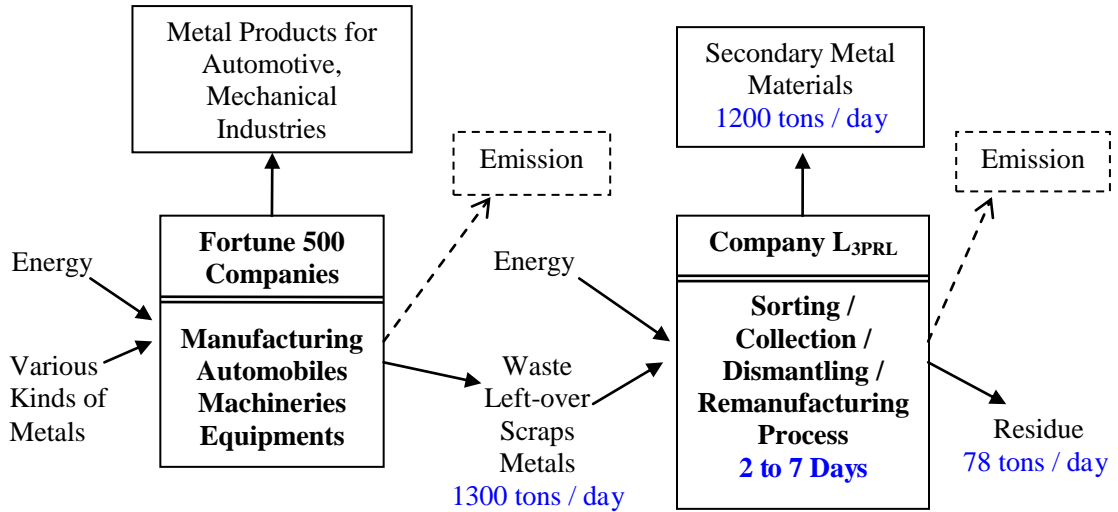 Metal Products for
Automotive,
Mechanical
Industries
Secondary Metal
Materials
1200 tons / day
Emission
Emission
Energy
Fortune 500
Companies
Energy
Company L3PRL
Various
Kinds of
Metals
Manufacturing
Automobiles
Machineries
Equipments
Waste
Left-over
Scraps
Metals
1300 tons / day
Sorting /
Collection /
Dismantling /
Remanufacturing
Process
2 to 7 Days
Residue
78 tons / day